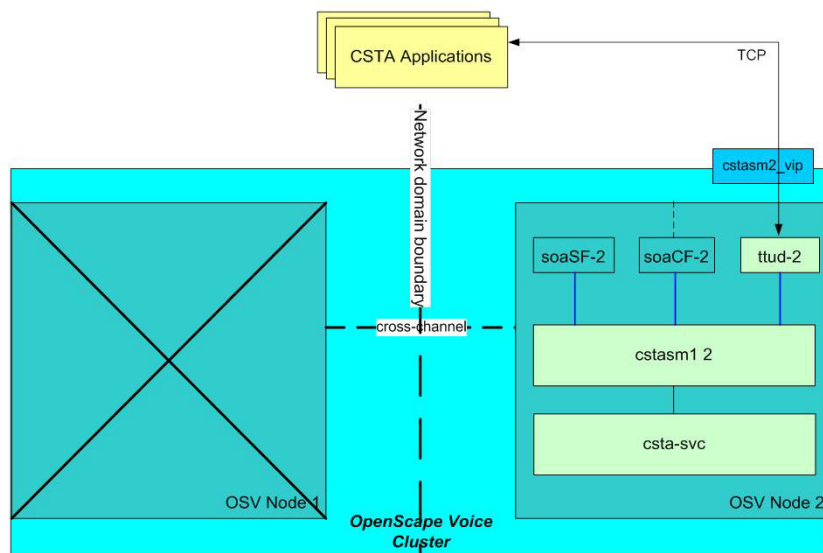 CSTA Applications
TCP
Network domain boundary
cstasm2_vip
soaSF-2
soaCF-2
ttud-2
cross-channel
cstasm1 2
csta-svc
OSV Node 1
OSV Node 2
OpenScape Voice
Cluster